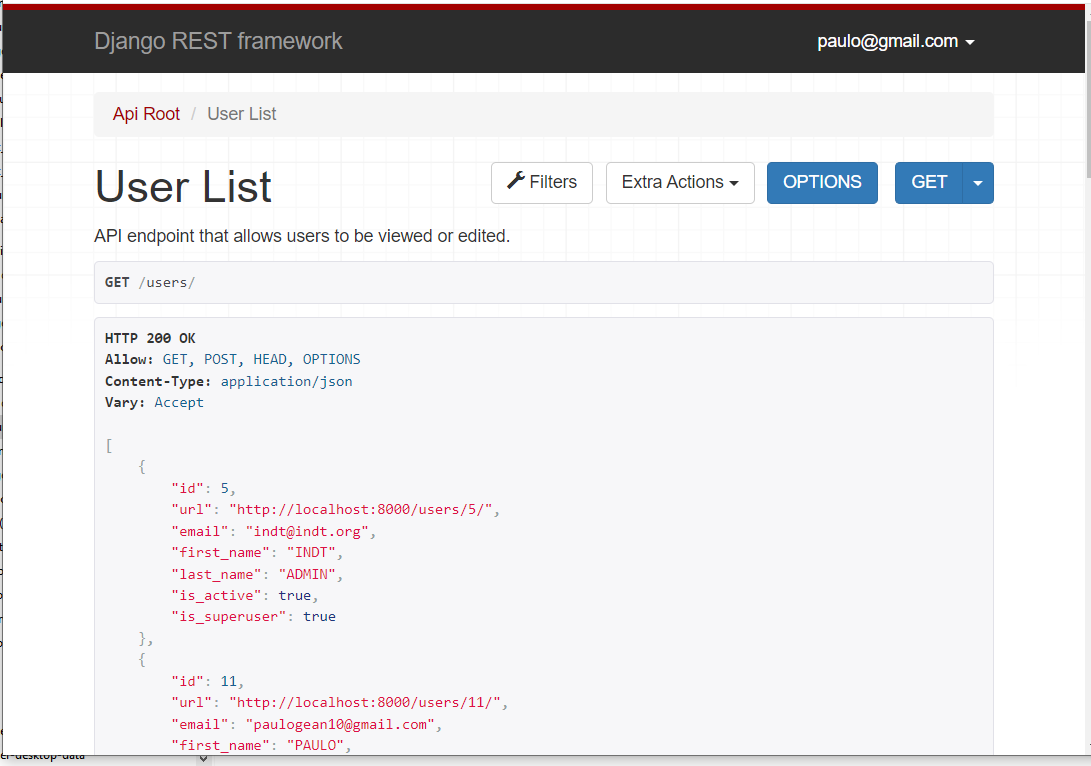 Django REST framework
paulo@gmail.com
Api Root / User List
User List
Filters
Extra Actions
OPTIONS
GET
API endpoint that allows users to be viewed or edited.
GET /users/
HTTP 200 OK
Allow: GET, POST, HEAD, OPTIONS
Content-Type: application/json
Vary: Accept
[
{
"id": 5,
"url": "http://localhost:8000/users/5/",
"email": "indt@indt.org",
"first_name": "INDT",
"last_name": "ADMIN",
"is_active": true,
"is_superuser": true
},
{
"id": 11,
"url": "http://localhost:8000/users/11/",
"email": "paulogean10@gmail.com",
"first_name": "PAULO",
er-desktop-data